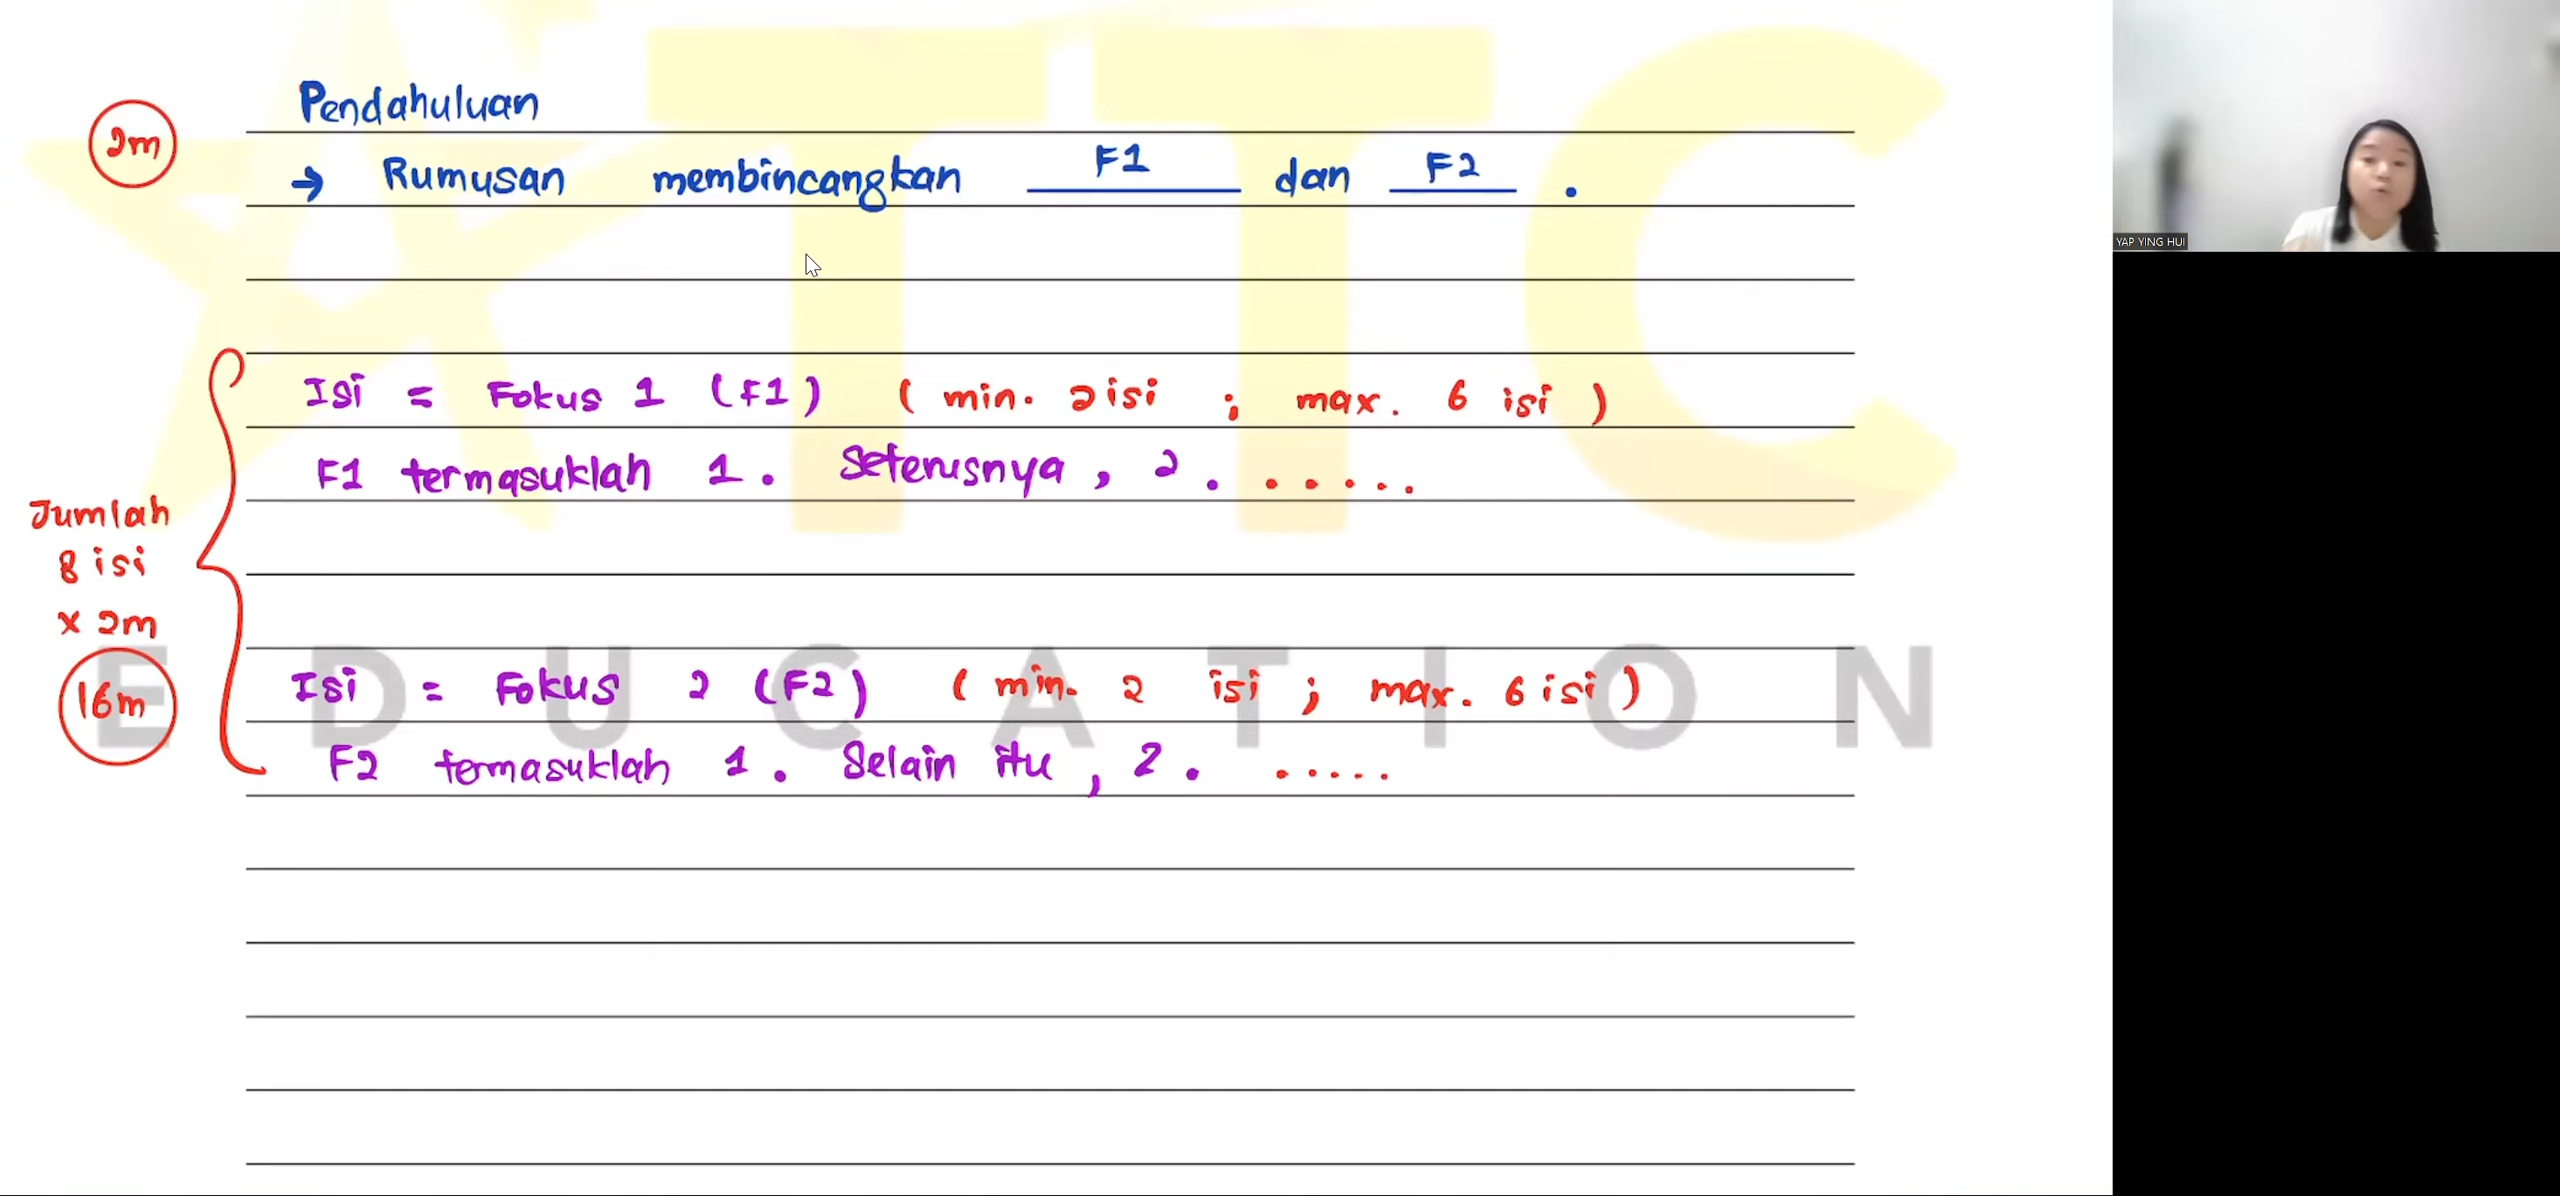 Pendahuluan
2m
→ Rumusan membincangkan F1 dan F2 .
YAP YING HUI
Isi = Fokus 1 (F1) ( min. 2 isi ; max. 6 isi )
F1 termasuklah 1 . Seterusnya , 2 . . . . . .
Jumlah
8 isi
x 2m
16m
Isi = Fokus 2 (F2) ( min. 2 isi ; max. 6 isi )
F2 termasuklah 1 . Selain itu , 2 . . . . . .
TTC
EDUCATION